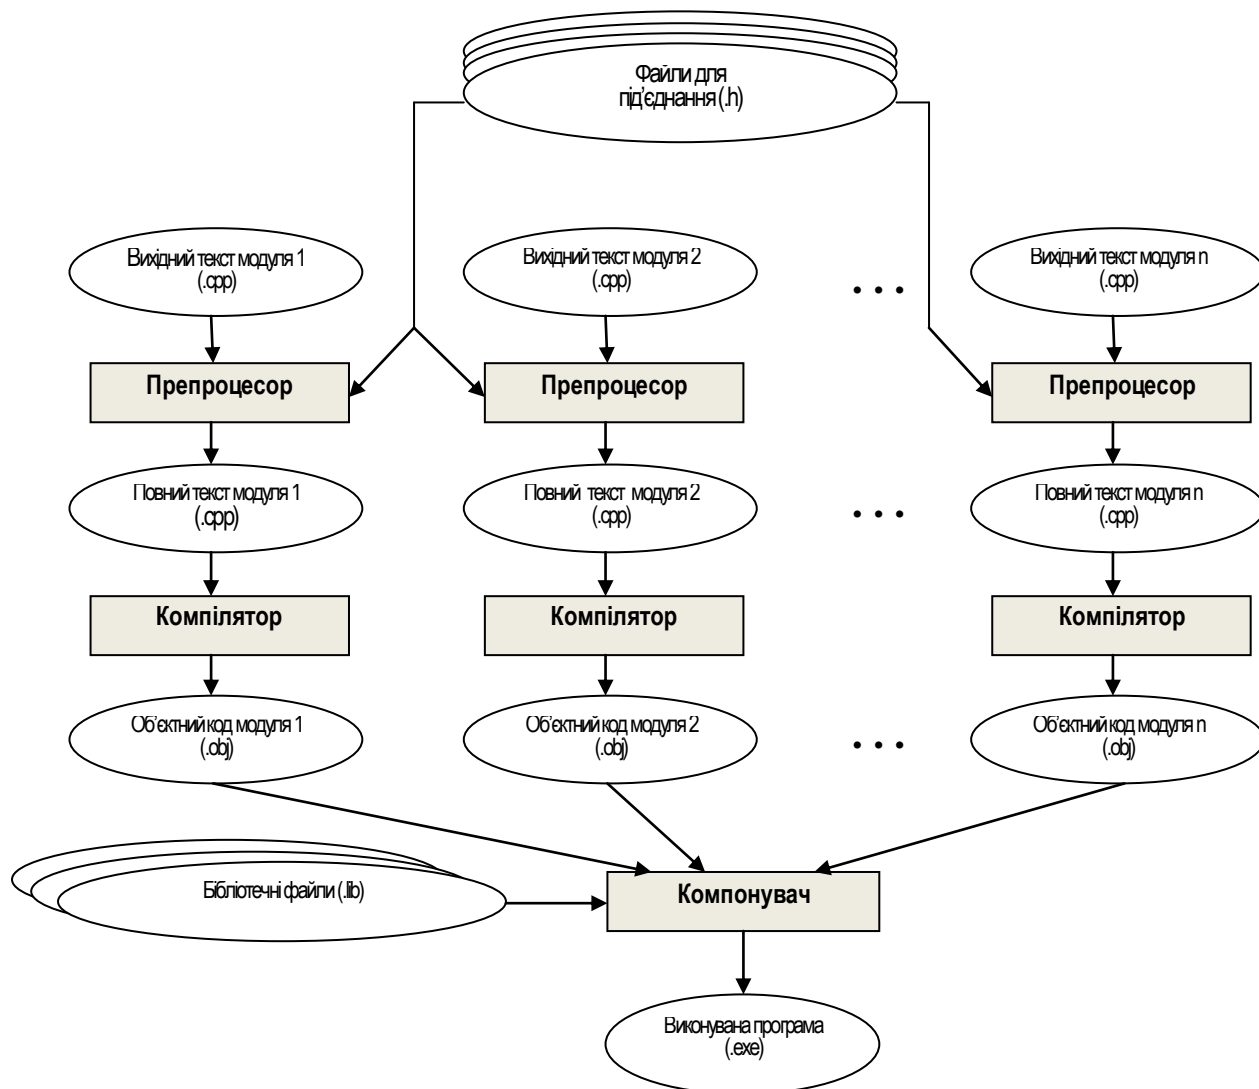 Файли для
під'єднання (.h)
Вихідний текст модуля 1
(.cpp)
Вихідний текст модуля 2
(.cpp)
. . .
Вихідний текст модуля n
(.cpp)
Препроцесор
Препроцесор
Препроцесор
Повний текст модуля 1
(.cpp)
Повний текст модуля 2
(.cpp)
. . .
Повний текст модуля n
(.cpp)
Компілятор
Компілятор
Компілятор
Об'єктний код модуля 1
(.obj)
Об'єктний код модуля 2
(.obj)
. . .
Об'єктний код модуля n
(.obj)
Бібліотечні файли (.lib)
Компонувач
Виконувана програма
(.exe)